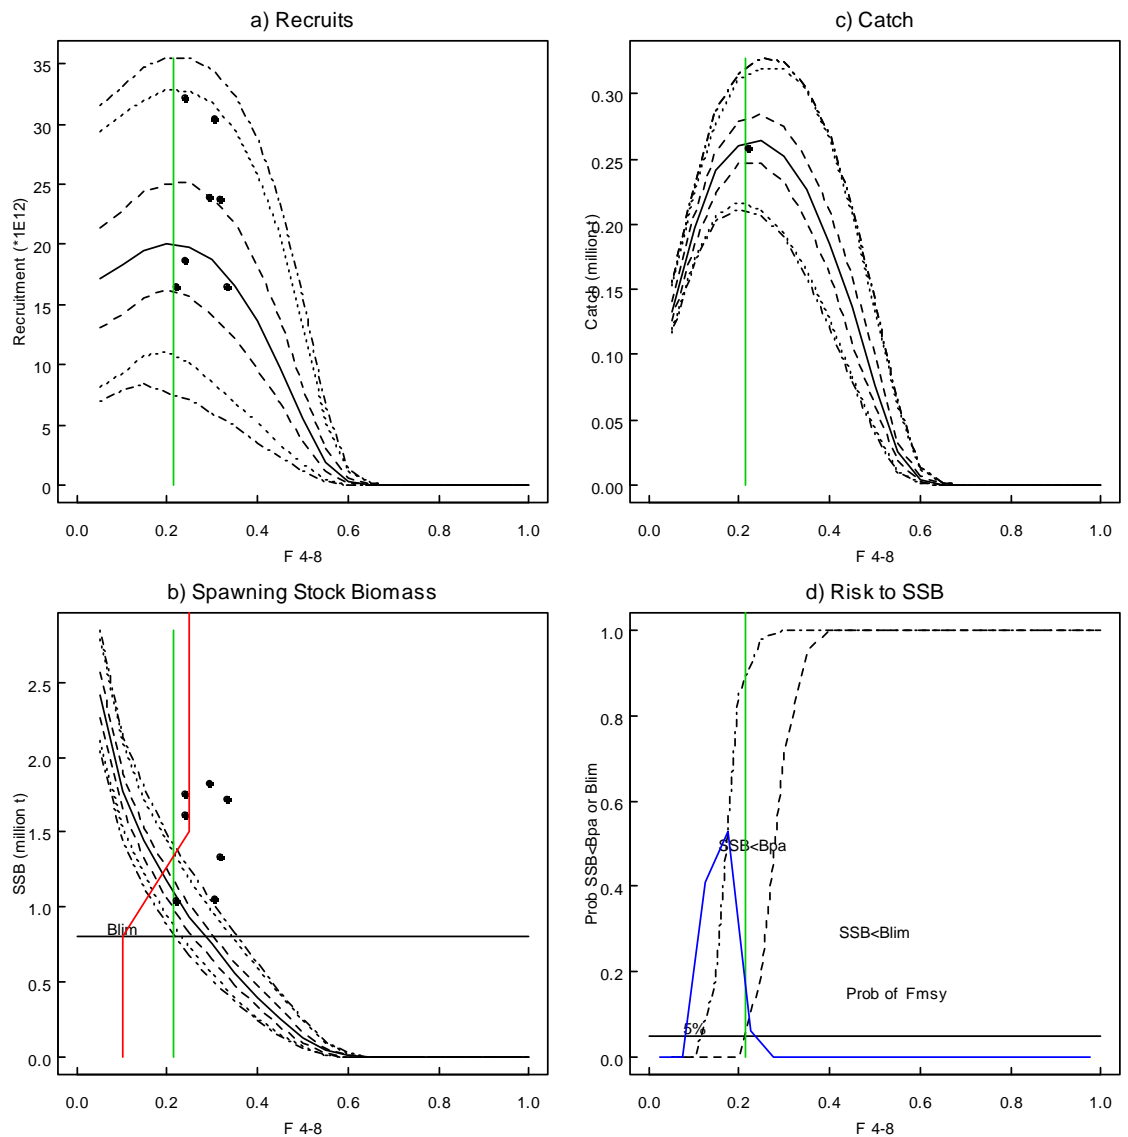 a) Recruits
Recruitment (*1E12)
35
30
25
20
15
10
5
0
0.0 0.2 0.4 0.6 0.8 1.0
F 4-8
c) Catch
Catch (million t)
0.30
0.25
0.20
0.15
0.10
0.05
0.00
0.0 0.2 0.4 0.6 0.8 1.0
F 4-8
b) Spawning Stock Biomass
SSB (million t)
2.5
2.0
1.5
1.0
0.5
0.0
Blim
0.0 0.2 0.4 0.6 0.8 1.0
F 4-8
d) Risk to SSB
Prob SSB<Bpa or Blim
1.0
0.8
0.6
0.4
0.2
0.0
SSB<Bpa
SSB<Blim
Prob of Fmsy
5%
0.0 0.2 0.4 0.6 0.8 1.0
F 4-8